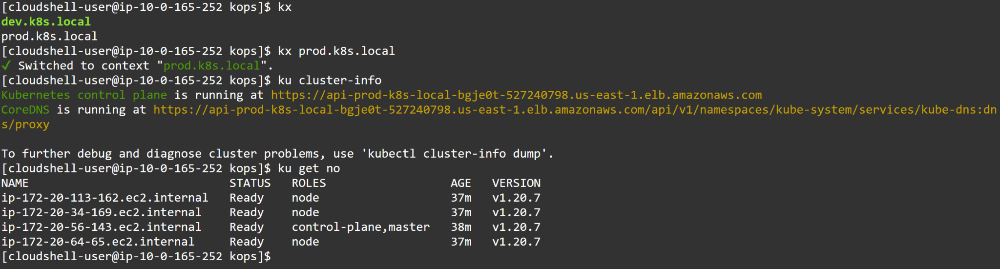 [cloudshell-user@ip-10-0-165-252 kops]$ kx
dev.k8s.local
prod.k8s.local
[cloudshell-user@ip-10-0-165-252 kops]$ kx prod.k8s.local
✓ Switched to context "prod.k8s.local".
[cloudshell-user@ip-10-0-165-252 kops]$ ku cluster-info
Kubernetes control plane is running at https://api-prod-k8s-local-bgje0t-527240798.us-east-1.elb.amazonaws.com
CoreDNS is running at https://api-prod-k8s-local-bgje0t-527240798.us-east-1.elb.amazonaws.com/api/v1/namespaces/kube-system/services/kube-dns:dn
s/proxy

To further debug and diagnose cluster problems, use 'kubectl cluster-info dump'.
[cloudshell-user@ip-10-0-165-252 kops]$ ku get no
NAME                             STATUS   ROLES                  AGE   VERSION
ip-172-20-113-162.ec2.internal   Ready    node                   37m   v1.20.7
ip-172-20-34-169.ec2.internal    Ready    node                   37m   v1.20.7
ip-172-20-56-143.ec2.internal    Ready    control-plane,master   38m   v1.20.7
ip-172-20-64-65.ec2.internal     Ready    node                   37m   v1.20.7
[cloudshell-user@ip-10-0-165-252 kops]$